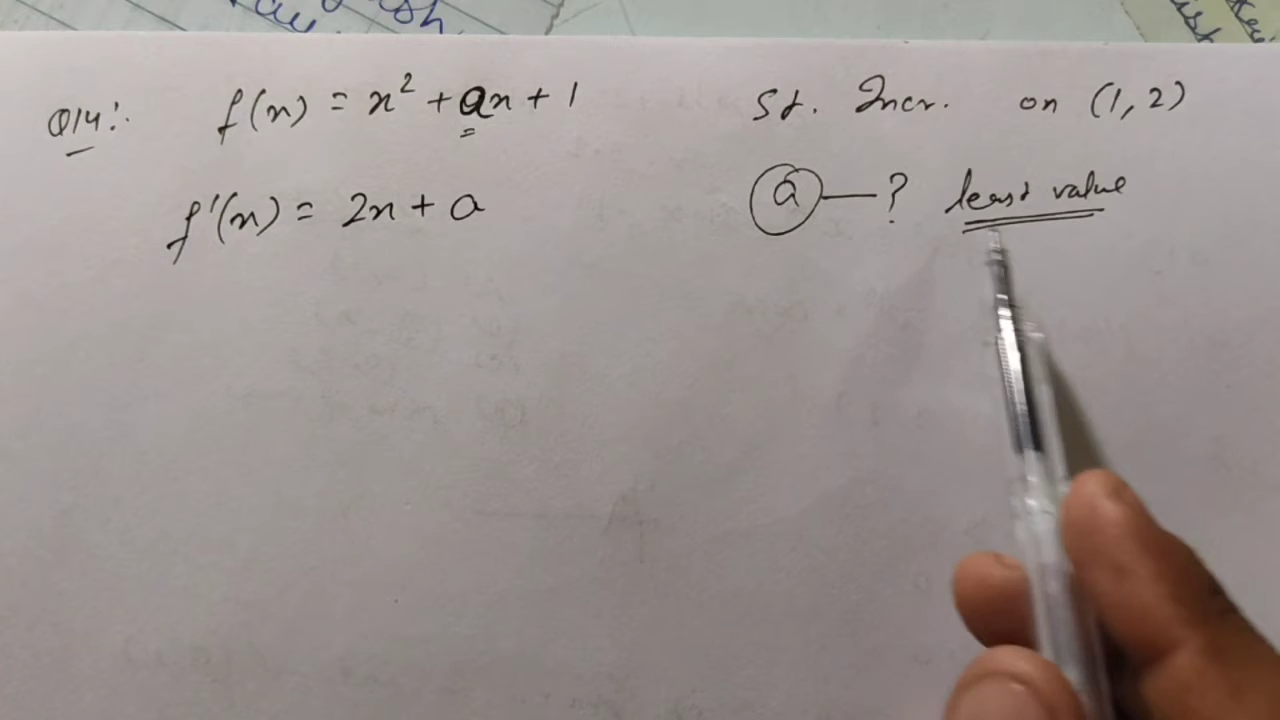 Q14:. f(x) = x² + ax + 1 St. Incr. on (1, 2)
f'(x) = 2x + a a — ? least value